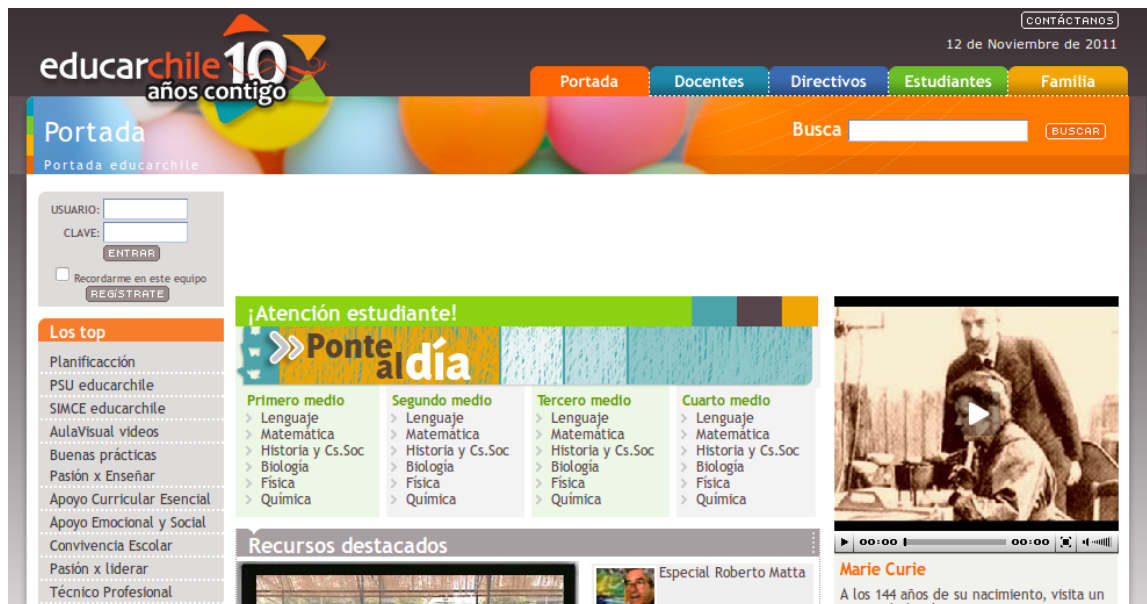 CONTÁCTANOS
12 de Noviembre de 2011
educarchile 10
años contigo
Portada
Docentes
Directivos
Estudiantes
Familia
Portada
Portada educarchile
Busca
BUSCAR
USUARIO:
CLAVE:
ENTRAR
Recordarme en este equipo
REGÍSTRATE
Los top
Planificacción
PSU educarchile
SIMCE educarchile
AulaVisual videos
Buenas prácticas
Pasión x Enseñar
Apoyo Curricular Esencial
Apoyo Emocional y Social
Convivencia Escolar
Pasión x liderar
Técnico Profesional
¡Atención estudiante!
Ponte
al día
Primero medio
Lenguaje
Matemática
Historia y Cs.Soc
Biología
Física
Química
Segundo medio
Lenguaje
Matemática
Historia y Cs.Soc
Biología
Física
Química
Tercero medio
Lenguaje
Matemática
Historia y Cs.Soc
Biología
Física
Química
Cuarto medio
Lenguaje
Matemática
Historia y Cs.Soc
Biología
Física
Química
Recursos destacados
Especial Roberto Matta
00:00
00:00
Marie Curie
A los 144 años de su nacimiento, visita un